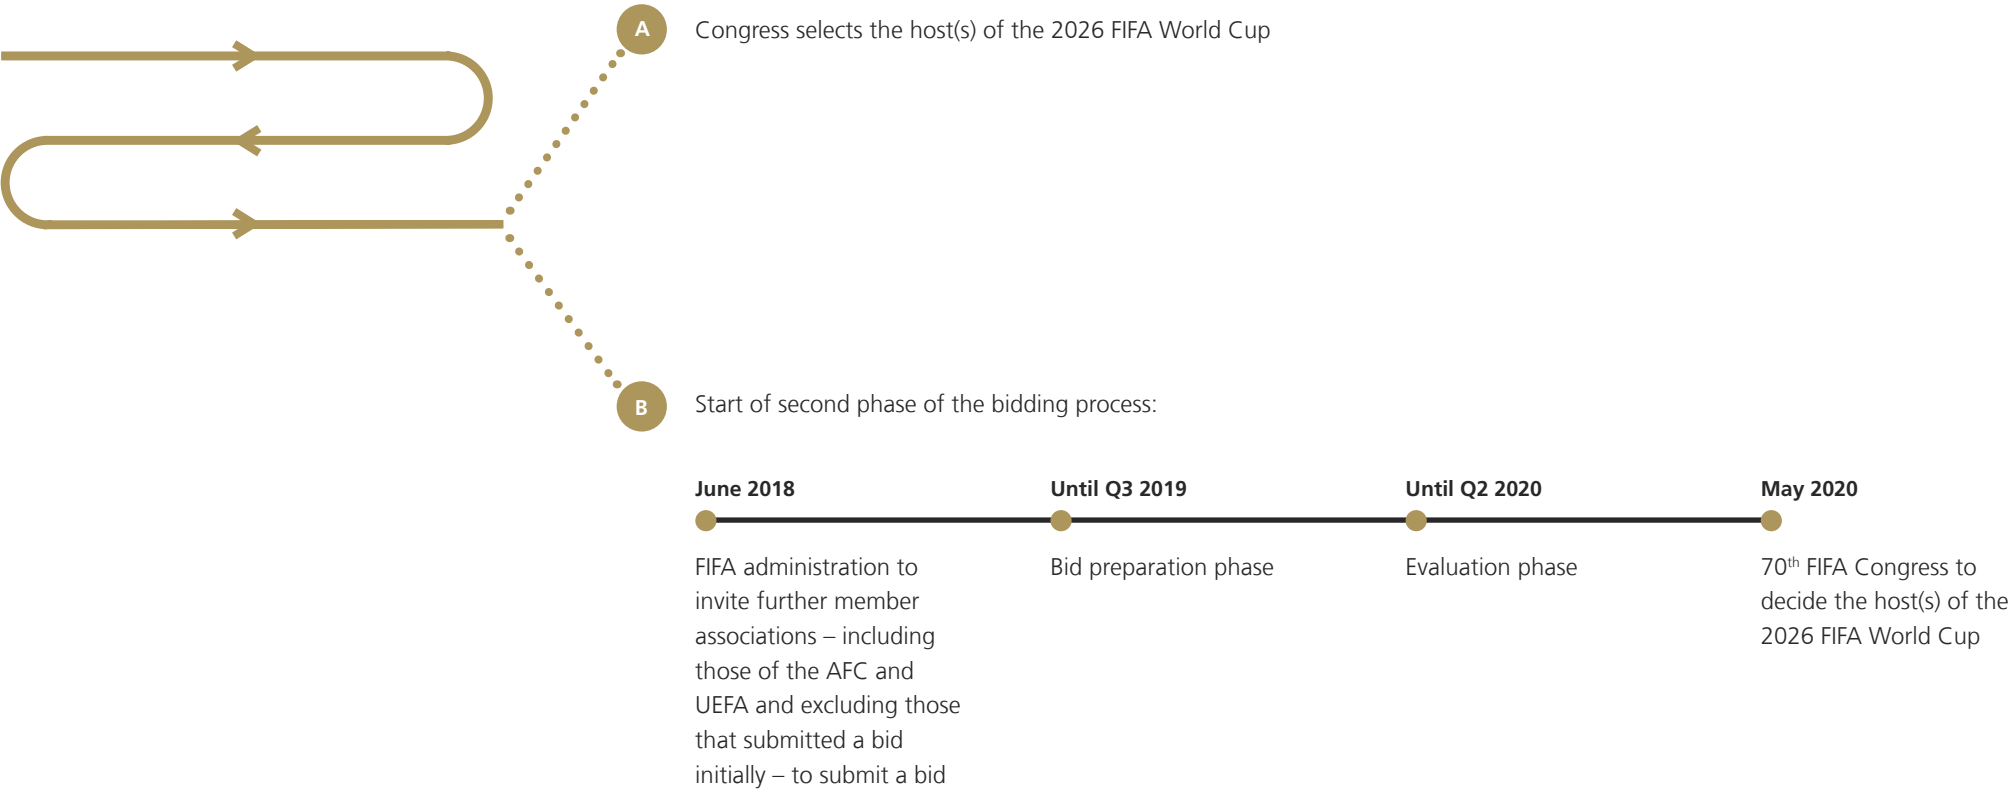 A
Congress selects the host(s) of the 2026 FIFA World Cup
B
Start of second phase of the bidding process:
June 2018
FIFA administration to
invite further member
associations – including
those of the AFC and
UEFA and excluding those
that submitted a bid
initially – to submit a bid
Until Q3 2019
Bid preparation phase
Until Q2 2020
Evaluation phase
May 2020
70th FIFA Congress to
decide the host(s) of the
2026 FIFA World Cup